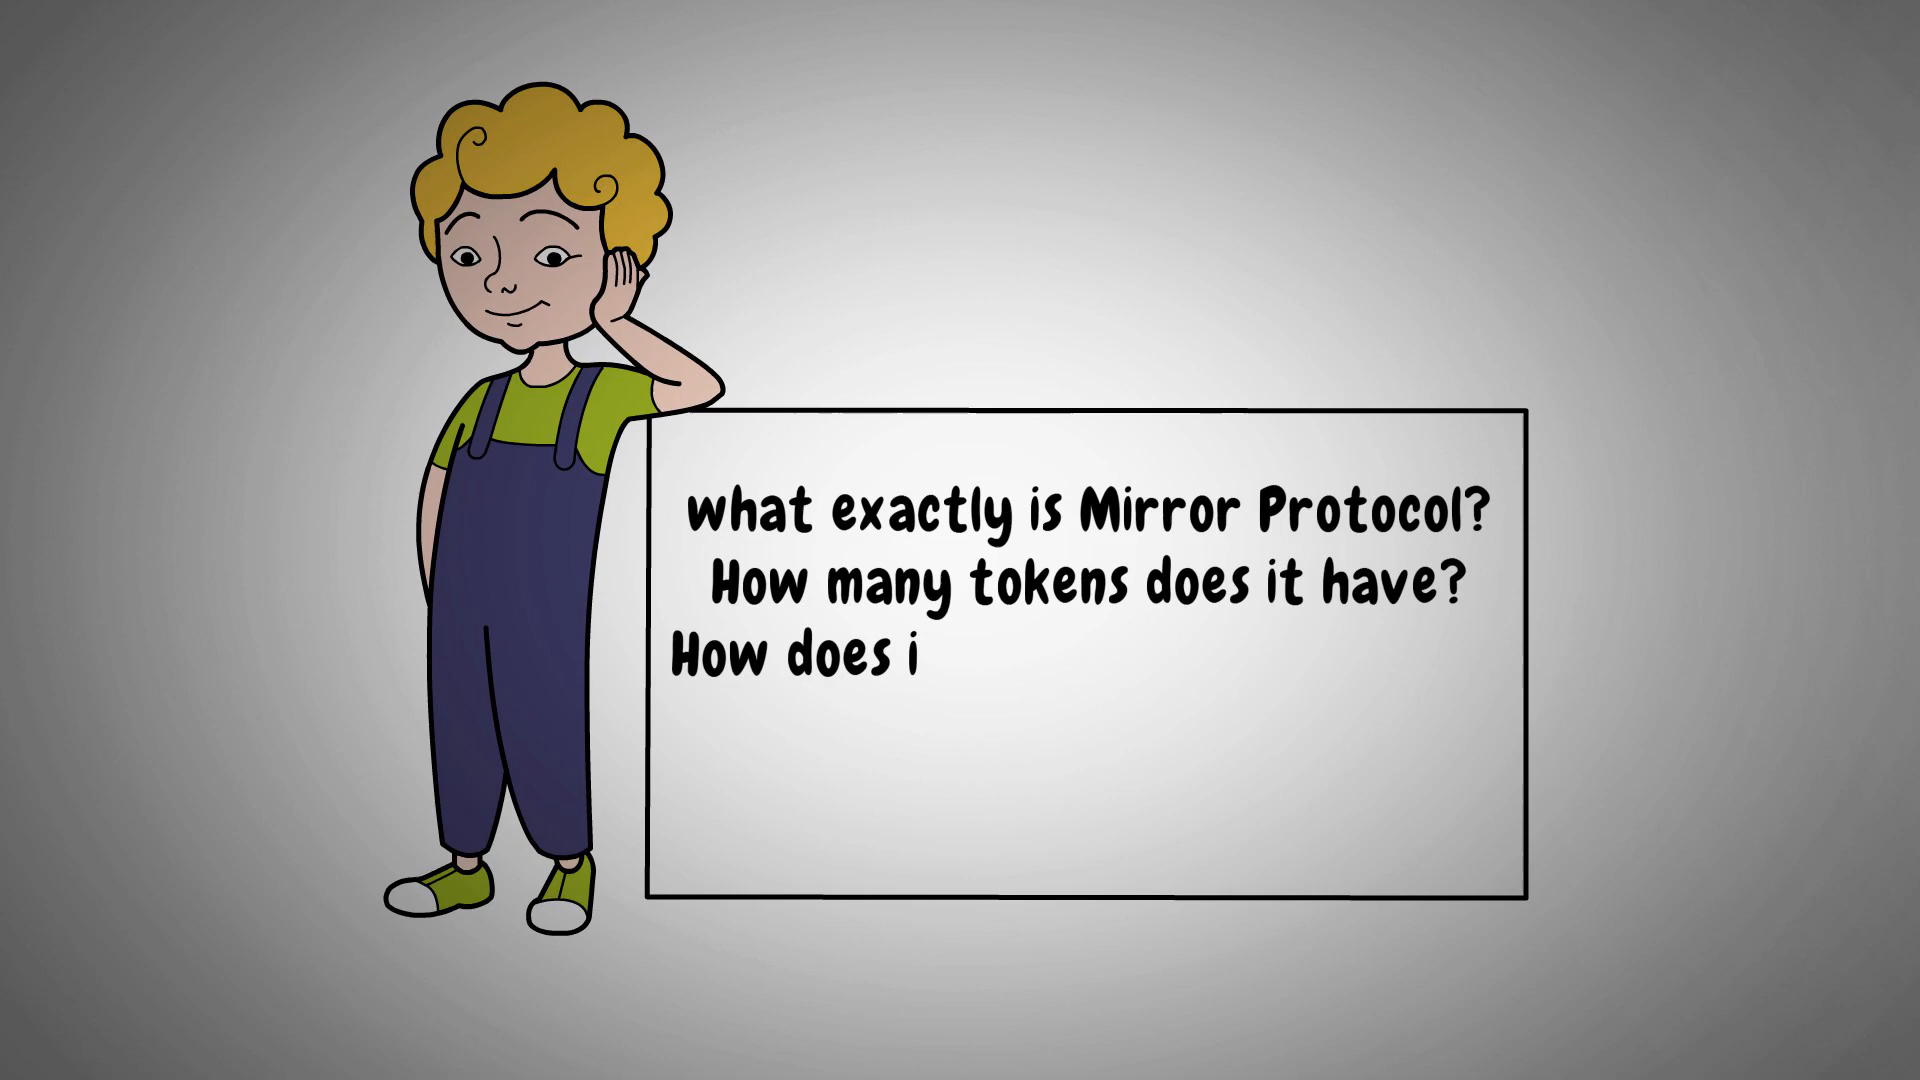 what exactly is Mirror Protocol?
How many tokens does it have?
How does i